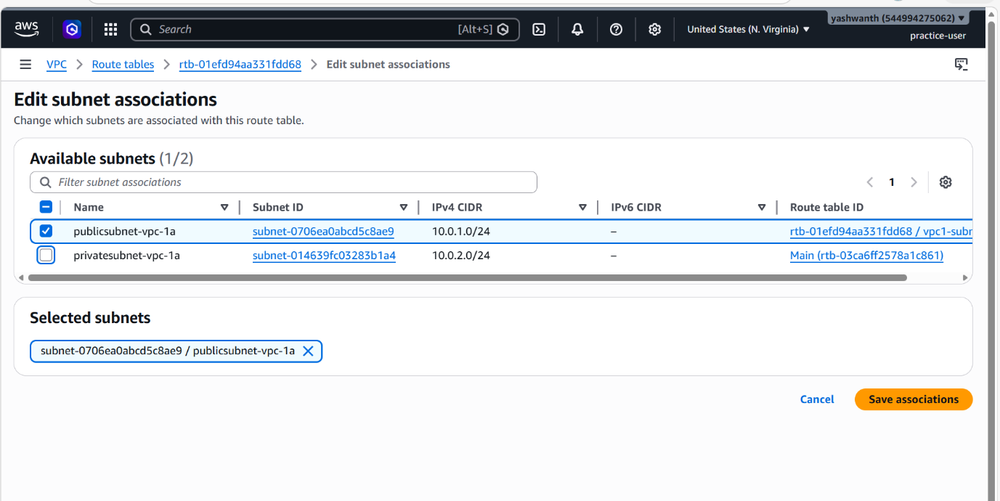 aws
Search [Alt+S]
United States (N. Virginia)
yashwanth (544994275062)
practice-user
VPC > Route tables > rtb-01efd94aa331fdd68 > Edit subnet associations
Edit subnet associations
Change which subnets are associated with this route table.
Available subnets (1/2)
Filter subnet associations
1
Name Subnet ID IPv4 CIDR IPv6 CIDR Route table ID
publicsubnet-vpc-1a subnet-0706ea0abcd5c8ae9 10.0.1.0/24 – rtb-01efd94aa331fdd68 / vpc1-subr
privatesubnet-vpc-1a subnet-014639fc03283b1a4 10.0.2.0/24 – Main (rtb-03ca6ff2578a1c861)
Selected subnets
subnet-0706ea0abcd5c8ae9 / publicsubnet-vpc-1a
Cancel Save associations